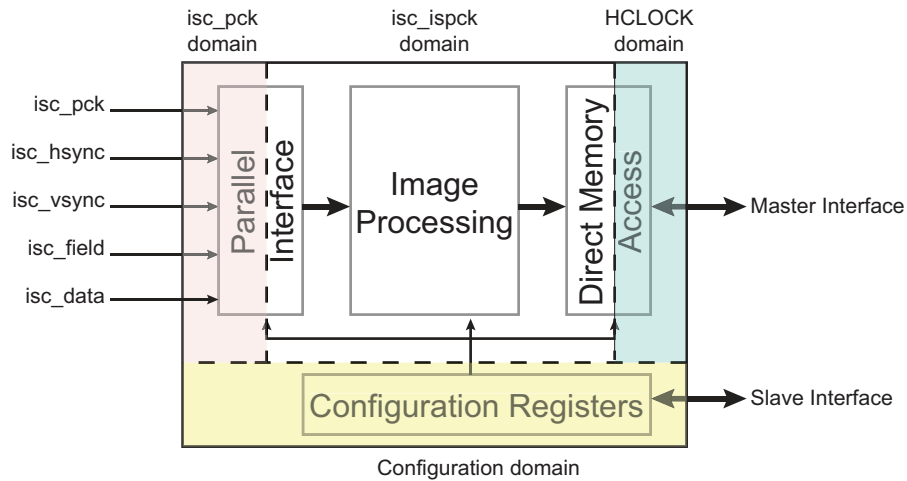 isc_pck
domain
isc_ispck
domain
HCLOCK
domain
isc_pck
isc_hsync
isc_vsync
isc_field
isc_data
Parallel
Interface
Image
Processing
Direct Memory
Access
Master Interface
Configuration Registers
Slave Interface
Configuration domain